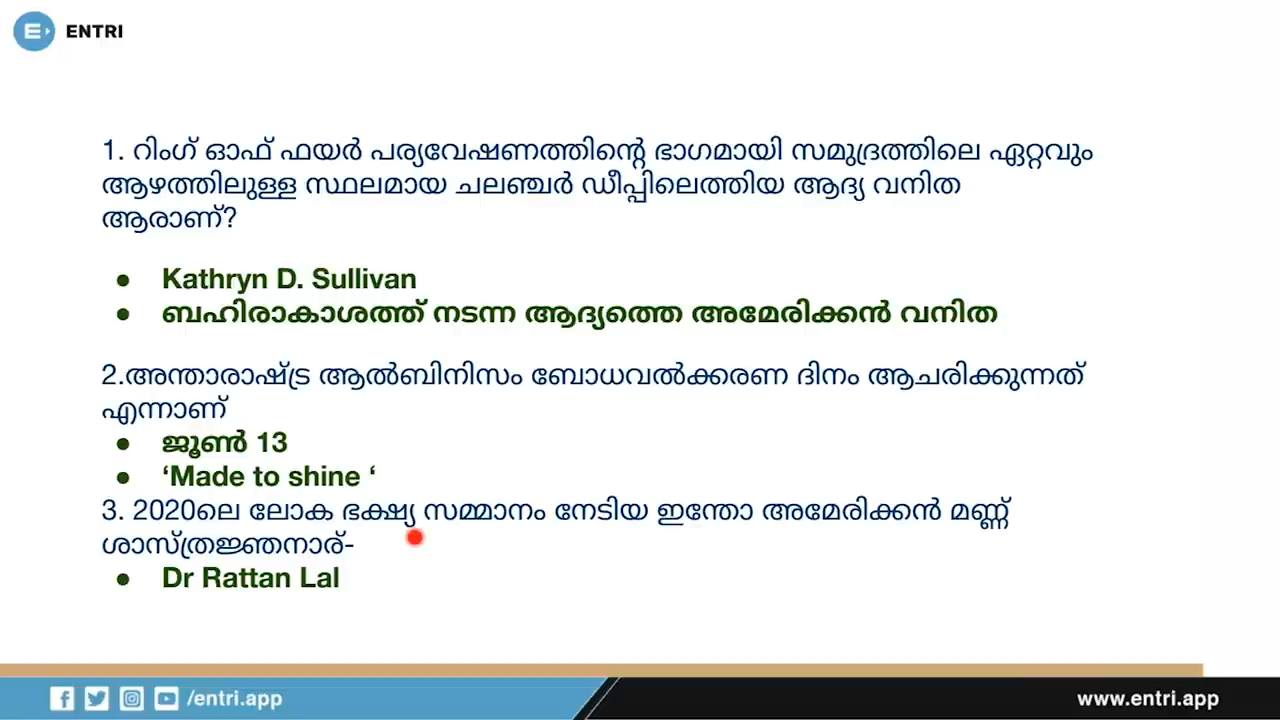 ENTRI
1. റിംഗ് ഓഫ് ഫയർ പര്യവേഷണത്തിന്റെ ഭാഗമായി സമുദ്രത്തിലെ ഏറ്റവും
ആഴത്തിലുള്ള സ്ഥലമായ ചലഞ്ചർ ഡീപ്പിലെത്തിയ ആദ്യ വനിത
ആരാണ്?
● Kathryn D. Sullivan
● ബഹിരാകാശത്ത് നടന്ന ആദ്യത്തെ അമേരിക്കൻ വനിത
2.അന്താരാഷ്ട്ര ആൽബിനിസം ബോധവൽക്കരണ ദിനം ആചരിക്കുന്നത്
എന്നാണ്
● ജൂൺ 13
● ‘Made to shine ‘
3. 2020ലെ ലോക ഭക്ഷ്യ സമ്മാനം നേടിയ ഇന്തോ അമേരിക്കൻ മണ്ണ്
ശാസ്ത്രജ്ഞനാര്-
● Dr Rattan Lal
/entri.app
www.entri.app